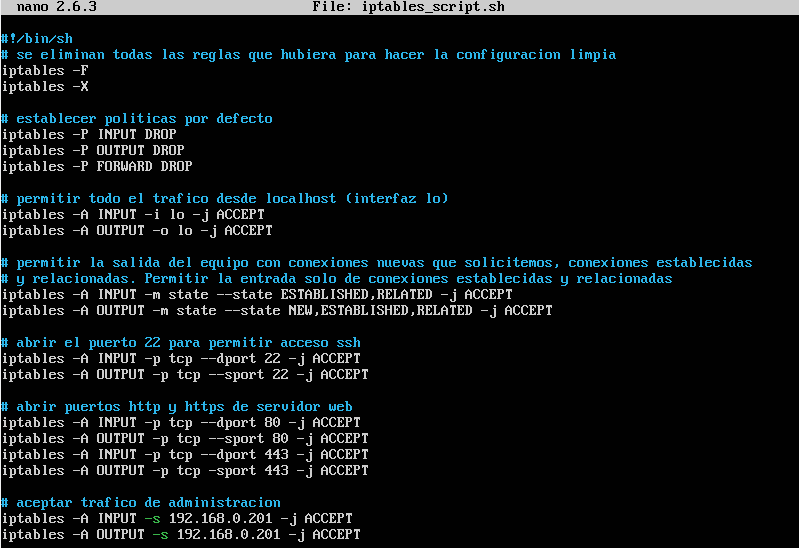 nano 2.6.3 File: iptables_script.sh
#!/bin/sh
# se eliminan todas las reglas que hubiera para hacer la configuracion limpia
iptables -F
iptables -X
# establecer politicas por defecto
iptables -P INPUT DROP
iptables -P OUTPUT DROP
iptables -P FORWARD DROP
# permitir todo el trafico desde localhost (interfaz lo)
iptables -A INPUT -i lo -j ACCEPT
iptables -A OUTPUT -o lo -j ACCEPT
# permitir la salida del equipo con conexiones nuevas que solicitemos, conexiones establecidas
# y relacionadas. Permitir la entrada solo de conexiones establecidas y relacionadas
iptables -A INPUT -m state --state ESTABLISHED,RELATED -j ACCEPT
iptables -A OUTPUT -m state --state NEW,ESTABLISHED,RELATED -j ACCEPT
# abrir el puerto 22 para permitir acceso ssh
iptables -A INPUT -p tcp --dport 22 -j ACCEPT
iptables -A OUTPUT -p tcp --sport 22 -j ACCEPT
# abrir puertos http y https de servidor web
iptables -A INPUT -p tcp --dport 80 -j ACCEPT
iptables -A OUTPUT -p tcp --sport 80 -j ACCEPT
iptables -A INPUT -p tcp --dport 443 -j ACCEPT
iptables -A OUTPUT -p tcp -sport 443 -j ACCEPT
# aceptar trafico de administracion
iptables -A INPUT -s 192.168.0.201 -j ACCEPT
iptables -A OUTPUT -s 192.168.0.201 -j ACCEPT